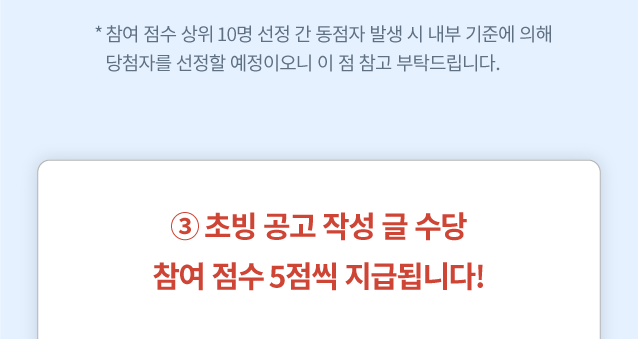 * 참여 점수 상위 10명 선정 간 동점자 발생 시 내부 기준에 의해
당첨자를 선정할 예정이오니 이 점 참고 부탁드립니다.
③ 초빙 공고 작성 글 수당
참여 점수 5점씩 지급됩니다!